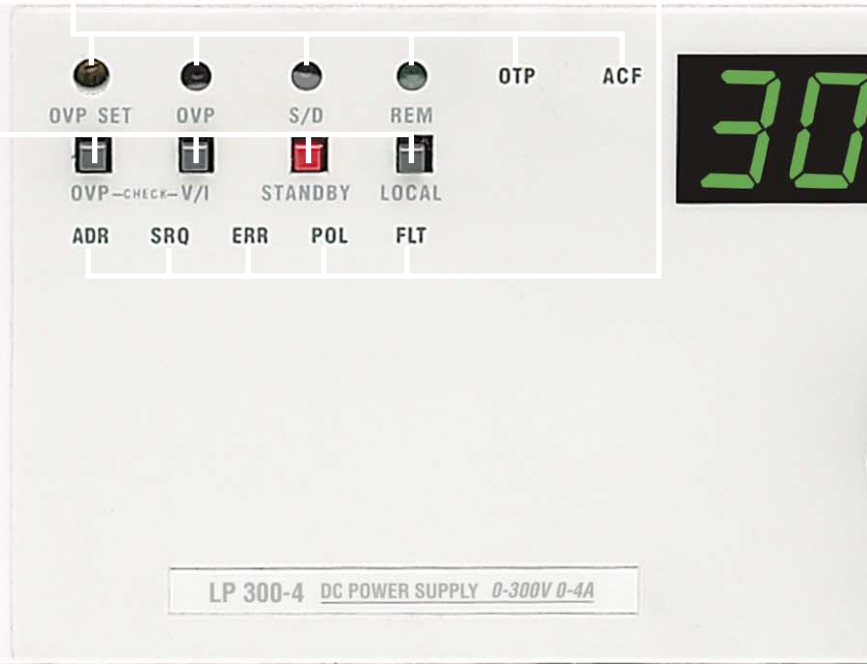 OTP ACF
OVP SET OVP S/D REM
30
OVP-CHECK-V/I STANDBY LOCAL
ADR SRQ ERR POL FLT
LP 300-4 DC POWER SUPPLY 0-300V 0-4A